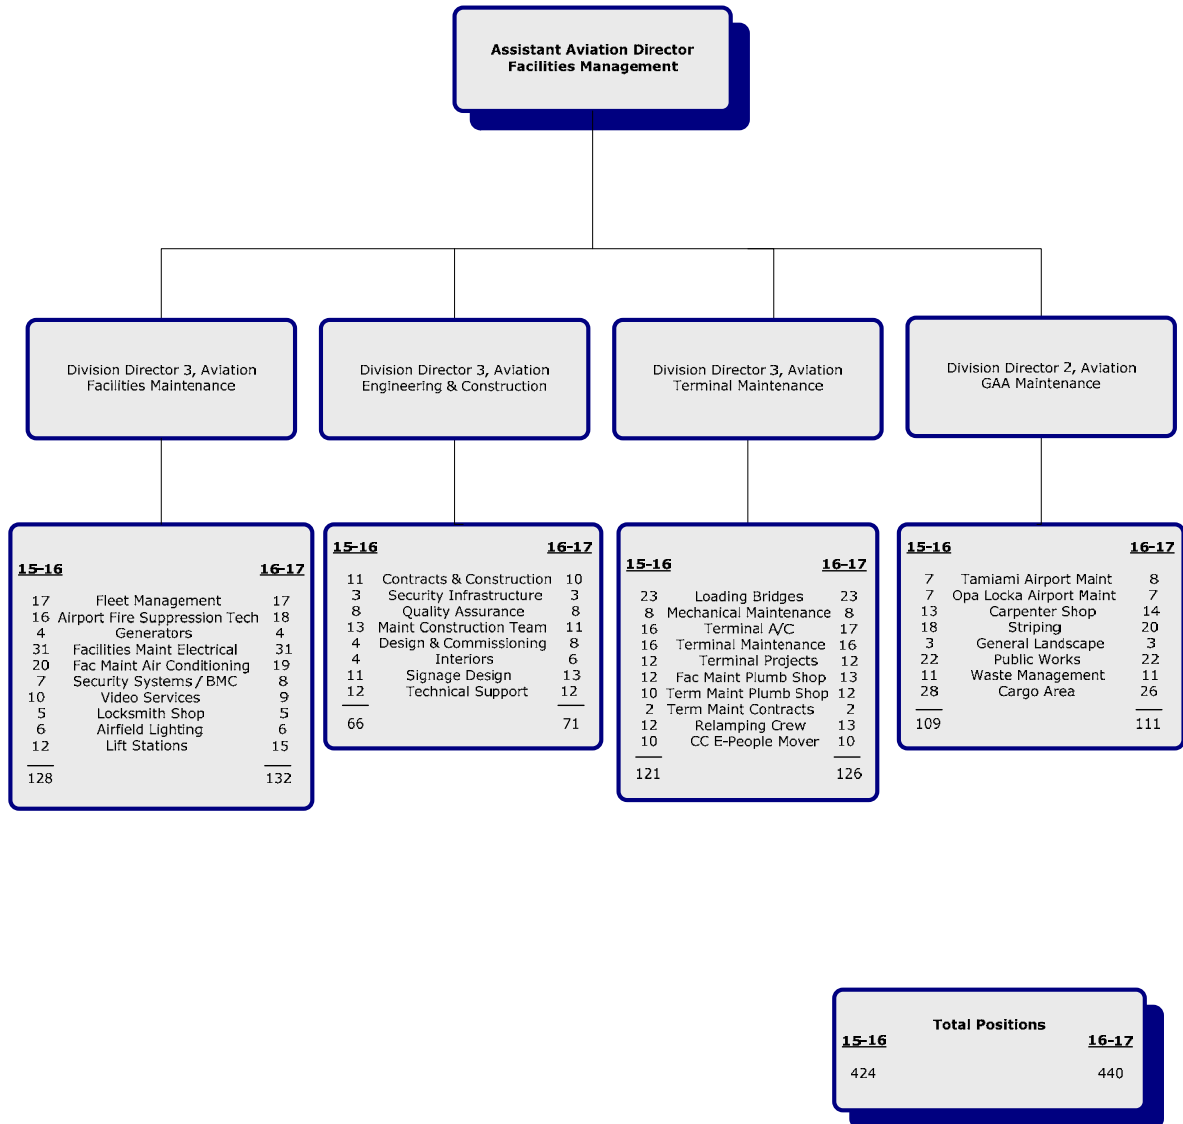 Assistant Aviation Director
Facilities Management
Division Director 3, Aviation
Facilities Maintenance
Division Director 3, Aviation
Engineering & Construction
Division Director 3, Aviation
Terminal Maintenance
Division Director 2, Aviation
GAA Maintenance
15-16 16-17
17 Fleet Management 17
16 Airport Fire Suppression Tech 18
4 Generators 4
31 Facilities Maint Electrical 31
20 Fac Maint Air Conditioning 19
7 Security Systems / BMC 8
10 Video Services 9
5 Locksmith Shop 5
6 Airfield Lighting 6
12 Lift Stations 15
128 132
15-16 16-17
11 Contracts & Construction 10
3 Security Infrastructure 3
8 Quality Assurance 8
13 Maint Construction Team 11
4 Design & Commissioning 8
4 Interiors 6
11 Signage Design 13
12 Technical Support 12
66 71
15-16 16-17
23 Loading Bridges 23
8 Mechanical Maintenance 8
16 Terminal A/C 17
16 Terminal Maintenance 16
12 Terminal Projects 12
12 Fac Maint Plumb Shop 13
10 Term Maint Plumb Shop 12
2 Term Maint Contracts 2
12 Relamping Crew 13
10 CC E-People Mover 10
121 126
15-16 16-17
7 Tamiami Airport Maint 8
7 Opa Locka Airport Maint 7
13 Carpenter Shop 14
18 Striping 20
3 General Landscape 3
22 Public Works 22
11 Waste Management 11
28 Cargo Area 26
109 111
Total Positions
15-16 16-17
424 440